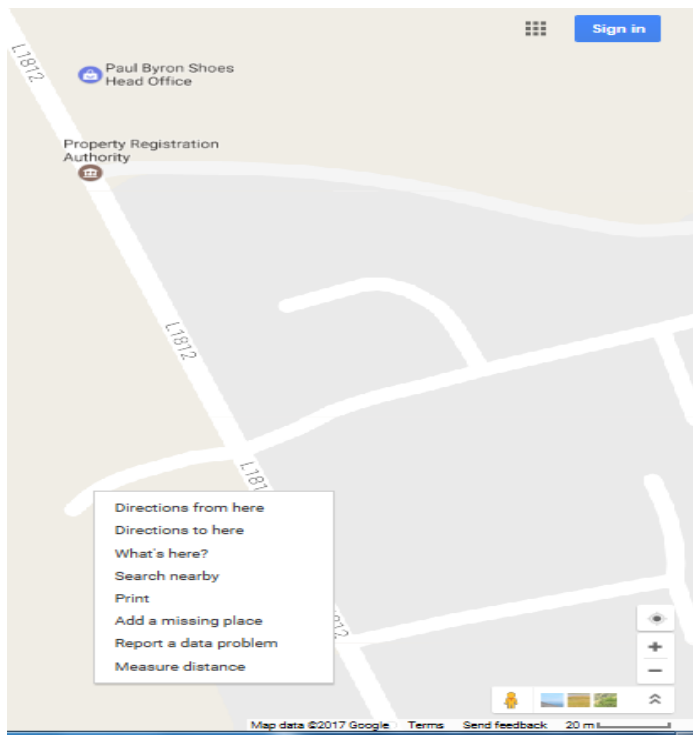 Sign in
L1812
Paul Byron Shoes
Head Office
Property Registration
Authority
L1812
L181
Directions from here
Directions to here
What's here?
Search nearby
Print
Add a missing place
Report a data problem
Measure distance
812
Map data ©2017 Google Terms Send feedback 20 m